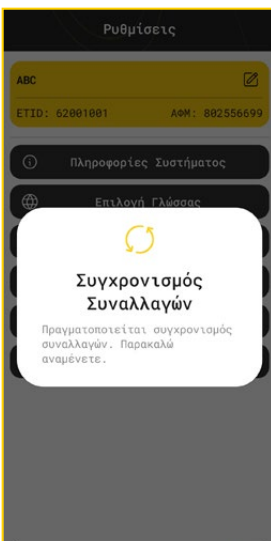 Ρυθμίσεις
ABC
ETID: 62001001 ΑΦΜ: 802556699
Πληροφορίες Συστήματος
Επιλογή Γλώσσας
Συγχρονισμός
Συναλλαγών
Πραγματοποιείται συγχρονισμός
συναλλαγών. Παρακαλώ
αναμένετε.